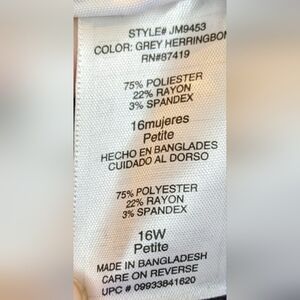 STYLE# JM9453
COLOR: GREY HERRINGBON
RN#87419
75% POLIESTER
22% RAYON
3% SPANDEX
16mujeres
Petite
HECHO EN BANGLADES
CUIDADO AL DORSO
75% POLYESTER
22% RAYON
3% SPANDEX
16W
Petite
MADE IN BANGLADESH
CARE ON REVERSE
UPC # 09933841620